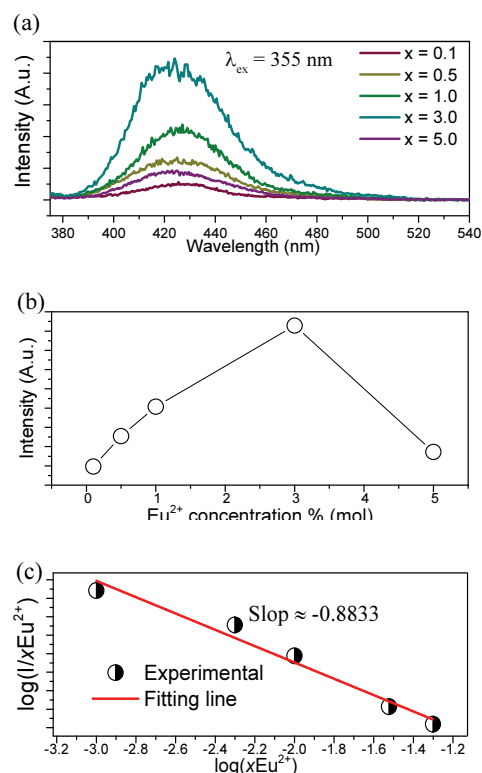 (a)
λex = 355 nm
x = 0.1
x = 0.5
x = 1.0
x = 3.0
x = 5.0
Intensity (A.u.)
380 400 420 440 460 480 500 520 540
Wavelength (nm)
(b)
Intensity (A.u.)
0 1 2 3 4 5
Eu²⁺ concentration % (mol)
(c)
Slop ≈ -0.8833
Experimental
Fitting line
log(I/xEu²⁺)
-3.2 -3.0 -2.8 -2.6 -2.4 -2.2 -2.0 -1.8 -1.6 -1.4 -1.2
log(xEu²⁺)